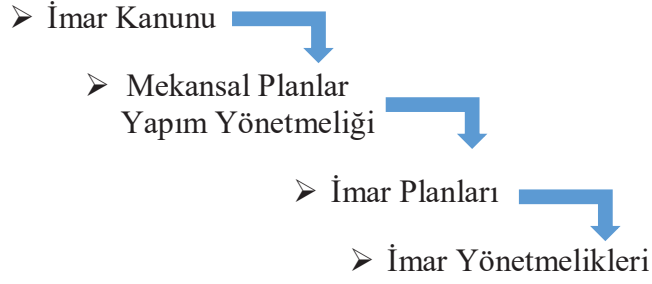 ➢ İmar Kanunu
➢ Mekansal Planlar
Yapım Yönetmeliği
➢ İmar Planları
➢ İmar Yönetmelikleri